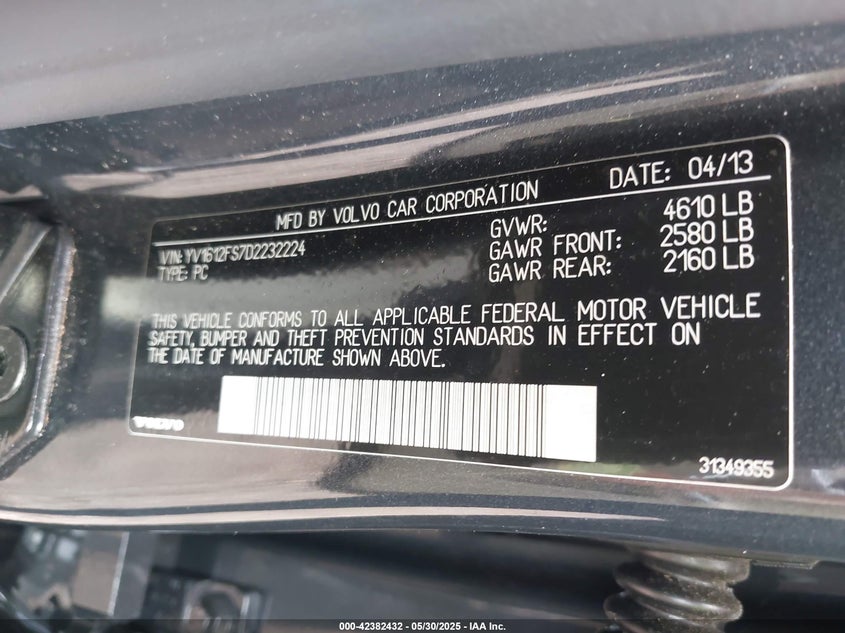 MFD BY VOLVO CAR CORPORATION DATE: 04/13
VIN: YV1612FS7D2232224 GVWR: 4610 LB
TYPE: PC GAWR FRONT: 2580 LB
GAWR REAR: 2160 LB
THIS VEHICLE CONFORMS TO ALL APPLICABLE FEDERAL MOTOR VEHICLE
SAFETY, BUMPER AND THEFT PREVENTION STANDARDS IN EFFECT ON
THE DATE OF MANUFACTURE SHOWN ABOVE.
VOLVO
31349355
000-42382432 - 05/30/2025 - IAA Inc.